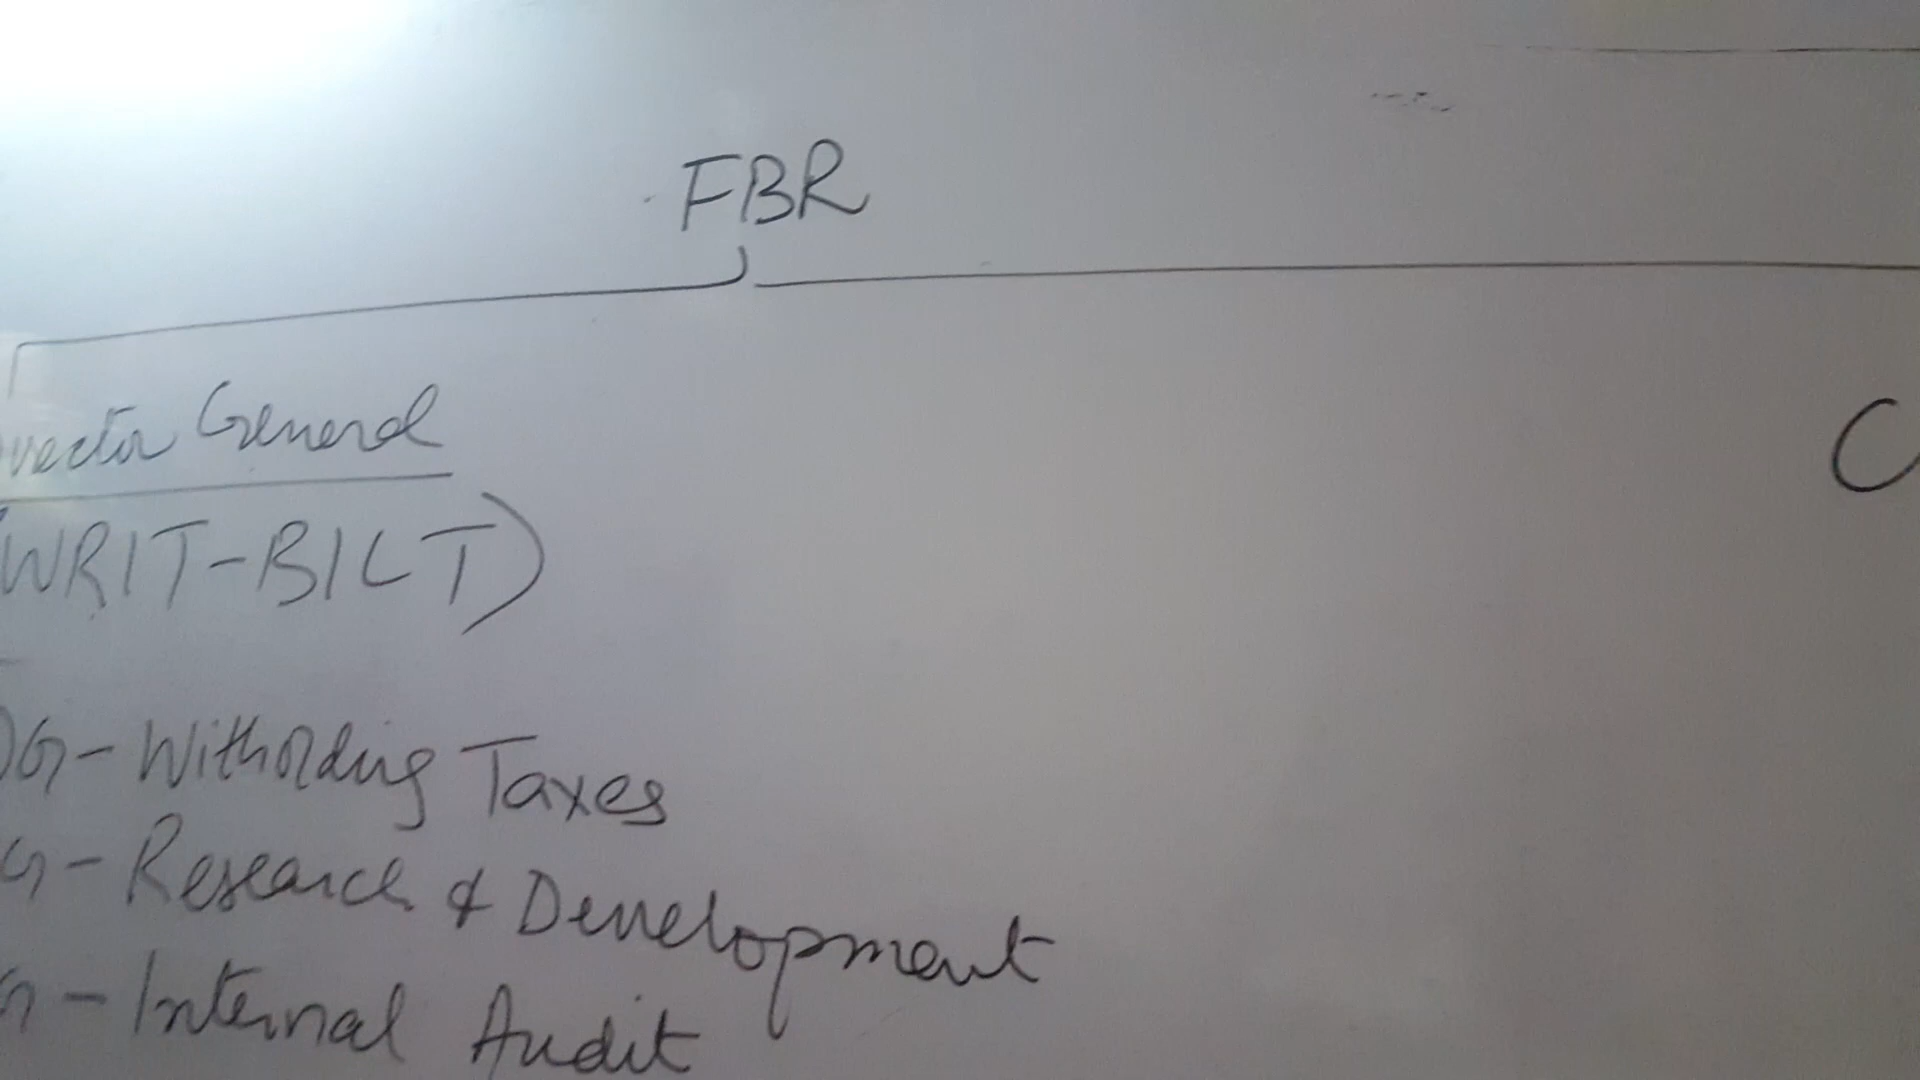 FBR
rector General
C
(WRIT-BILT)
DG-Witholding Taxes
G-Research & Development
G-Internal Audit